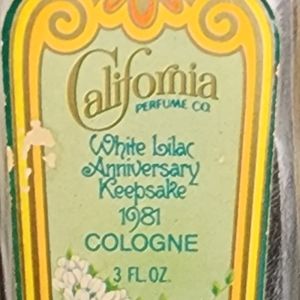 California
PERFUME CO.
White Lilac
Anniversary
Keepsake
1981
COLOGNE
3 FL. OZ.